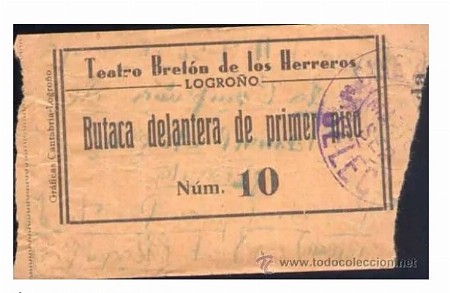 Teatro Bretón de los Herreros
LOGROÑO
Butaca delantera de primer piso
Núm. 10
Gráficas Cantabria-Logroño
da
www.todocoleccion.net